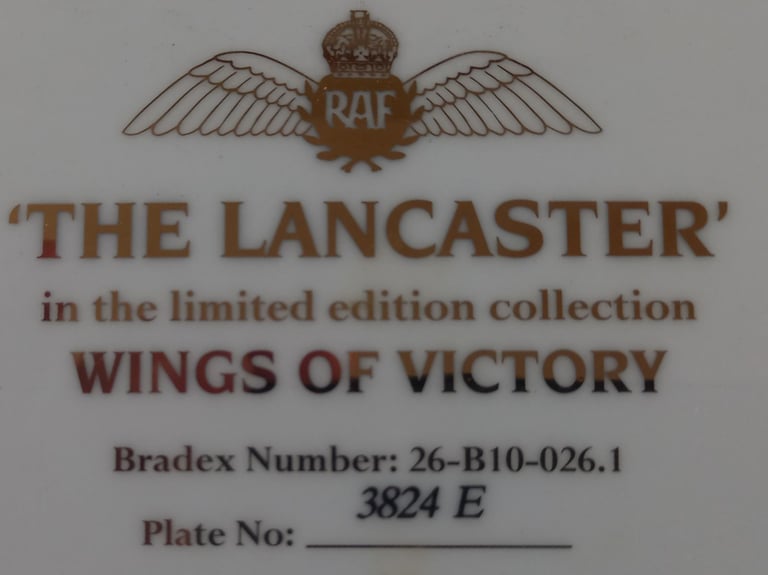 RAF
‘THE LANCASTER’
in the limited edition collection
WINGS OF VICTORY
Bradex Number: 26-B10-026.1
3824 E
Plate No: